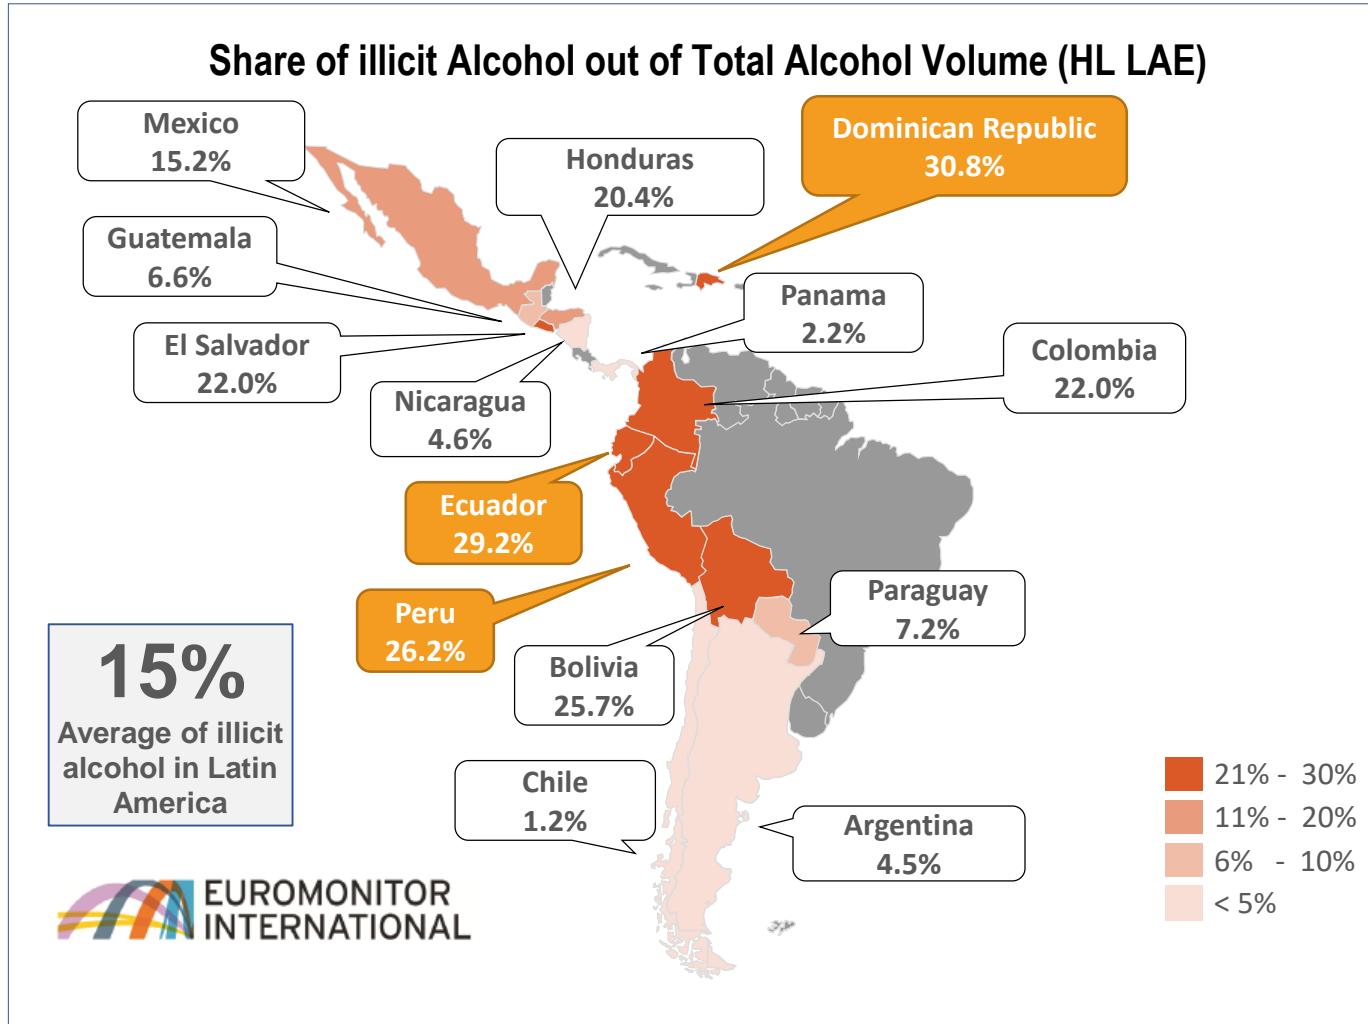 Share of illicit Alcohol out of Total Alcohol Volume (HL LAE)
Mexico
15.2%
Honduras
20.4%
Dominican Republic
30.8%
Guatemala
6.6%
Panama
2.2%
El Salvador
22.0%
Colombia
22.0%
Nicaragua
4.6%
Ecuador
29.2%
Peru
26.2%
Paraguay
7.2%
Bolivia
25.7%
15%
Average of illicit
alcohol in Latin
America
Chile
1.2%
Argentina
4.5%
21% - 30%
11% - 20%
6% - 10%
< 5%
EUROMONITOR
INTERNATIONAL